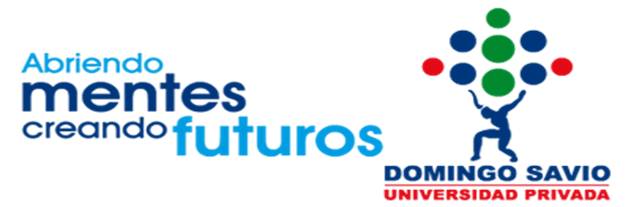 Abriendo
mentes
creando futuros
DOMINGO SAVIO
UNIVERSIDAD PRIVADA